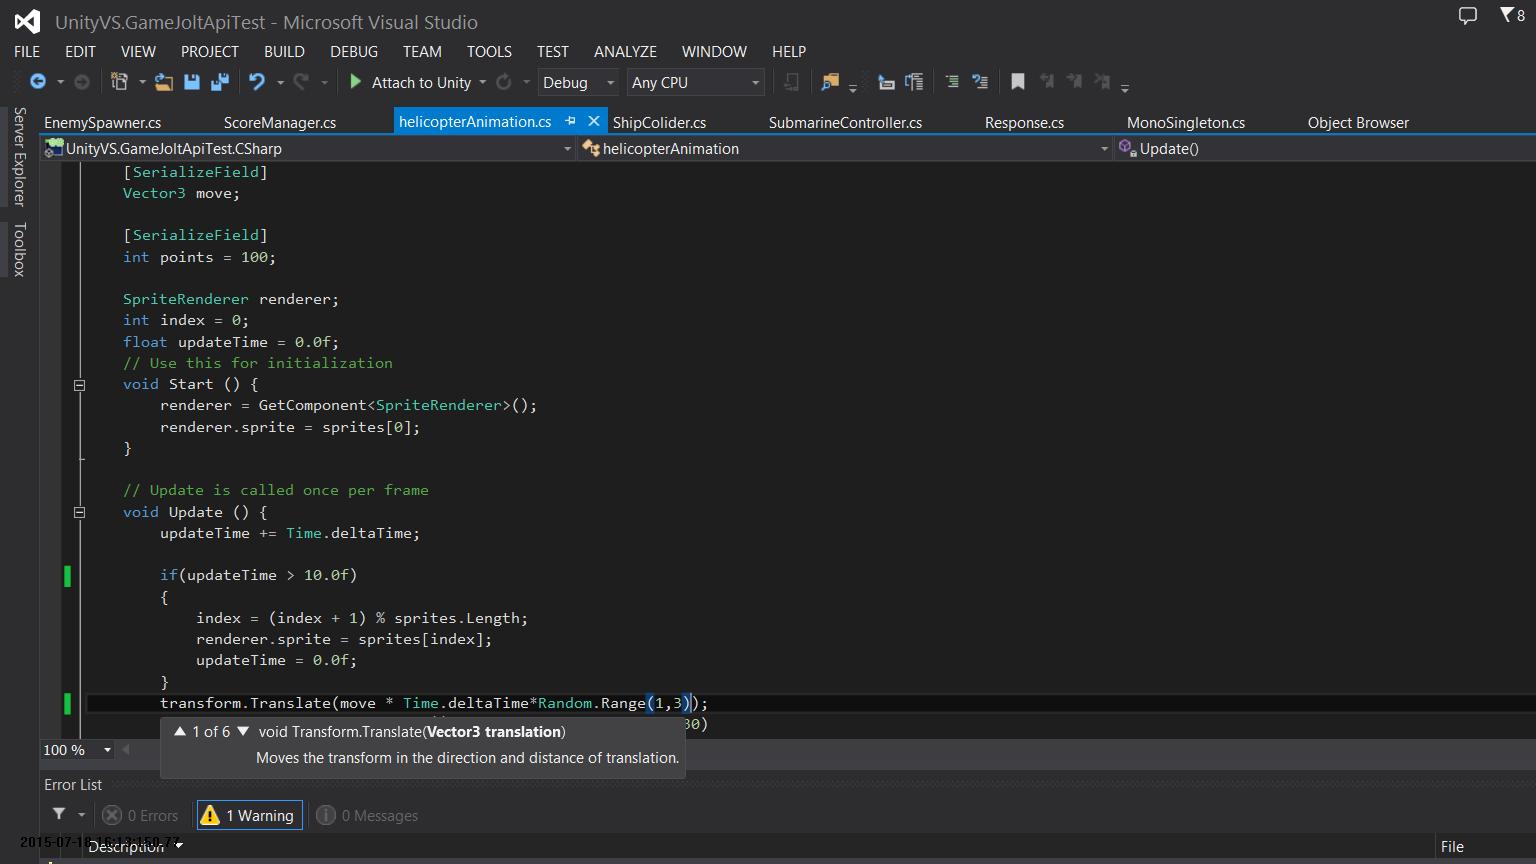 UnityVS.GameJoltApiTest - Microsoft Visual Studio
8
FILE EDIT VIEW PROJECT BUILD DEBUG TEAM TOOLS TEST ANALYZE WINDOW HELP
Attach to Unity Debug Any CPU
Server Explorer
Toolbox
EnemySpawner.cs ScoreManager.cs helicopterAnimation.cs ShipColider.cs SubmarineController.cs Response.cs MonoSingleton.cs Object Browser
UnityVS.GameJoltApiTest.CSharp helicopterAnimation Update()
[SerializeField]
Vector3 move;
[SerializeField]
int points = 100;
SpriteRenderer renderer;
int index = 0;
float updateTime = 0.0f;
// Use this for initialization
void Start () {
renderer = GetComponent<SpriteRenderer>();
renderer.sprite = sprites[0];
}
// Update is called once per frame
void Update () {
updateTime += Time.deltaTime;
if(updateTime > 10.0f)
{
index = (index + 1) % sprites.Length;
renderer.sprite = sprites[index];
updateTime = 0.0f;
}
transform.Translate(move * Time.deltaTime*Random.Range(1,3));
30)
1 of 6 void Transform.Translate(Vector3 translation)
Moves the transform in the direction and distance of translation.
100 %
Error List
0 Errors 1 Warning 0 Messages
Description File